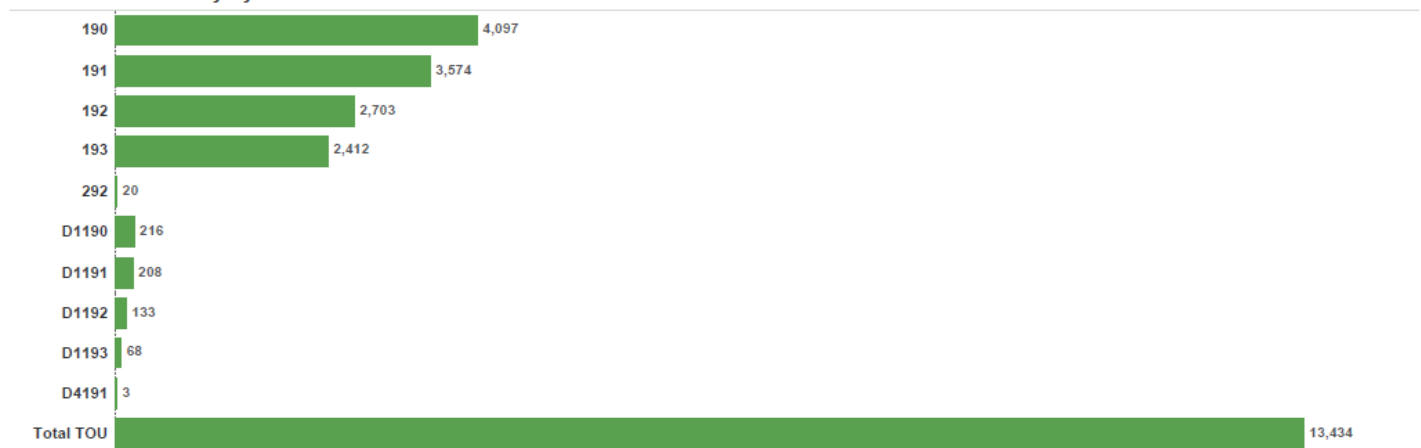 190 4,097
191 3,574
192 2,703
193 2,412
292 20
D1190 216
D1191 208
D1192 133
D1193 68
D4191 3
Total TOU 13,434